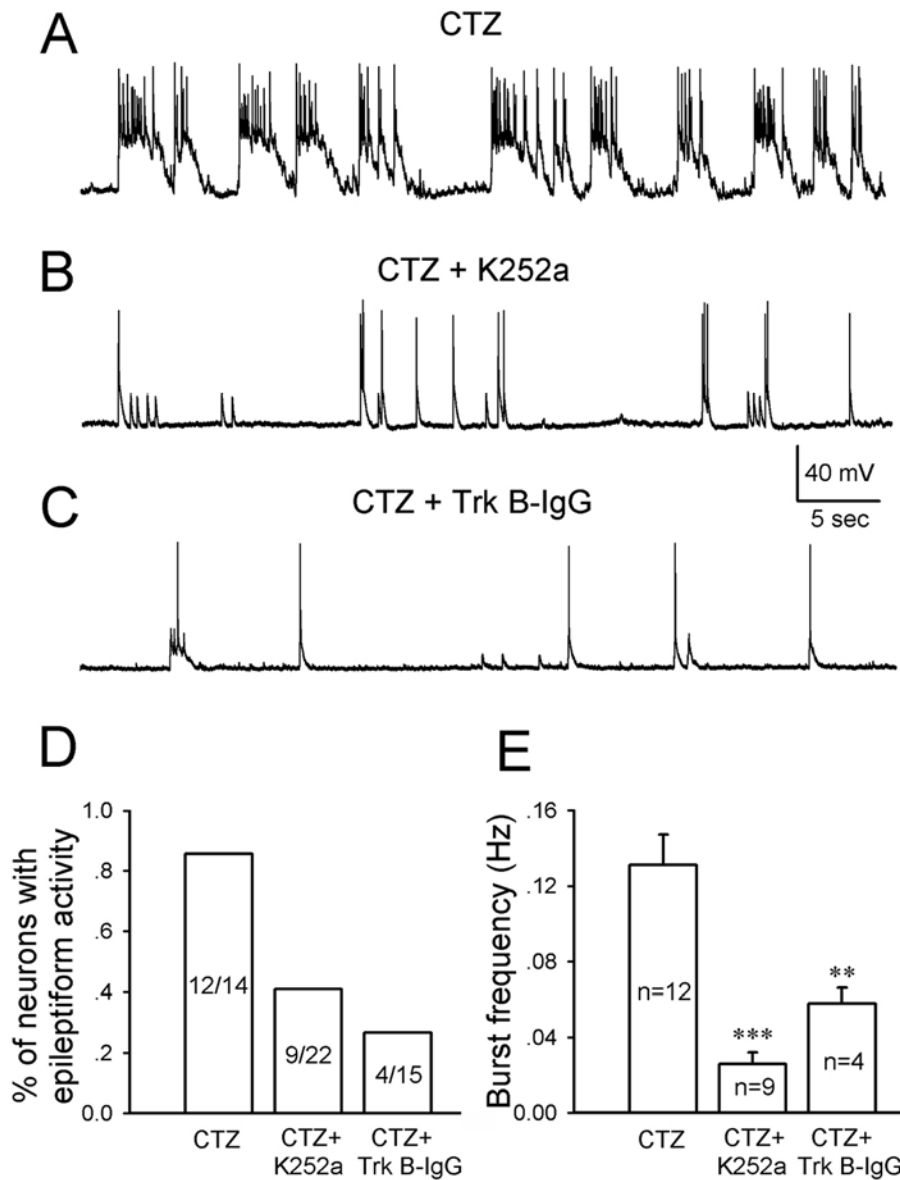 A
CTZ
B
CTZ + K252a
40 mV
5 sec
C
CTZ + Trk B-IgG
D
% of neurons with
epileptiform activity
1.0
.8
.6
.4
.2
0.0
12/14
9/22
4/15
CTZ
CTZ+
K252a
CTZ+
Trk B-IgG
E
Burst frequency (Hz)
.16
.12
.08
.04
0.00
n=12
***
n=9
**
n=4
CTZ
CTZ+
K252a
CTZ+
Trk B-IgG